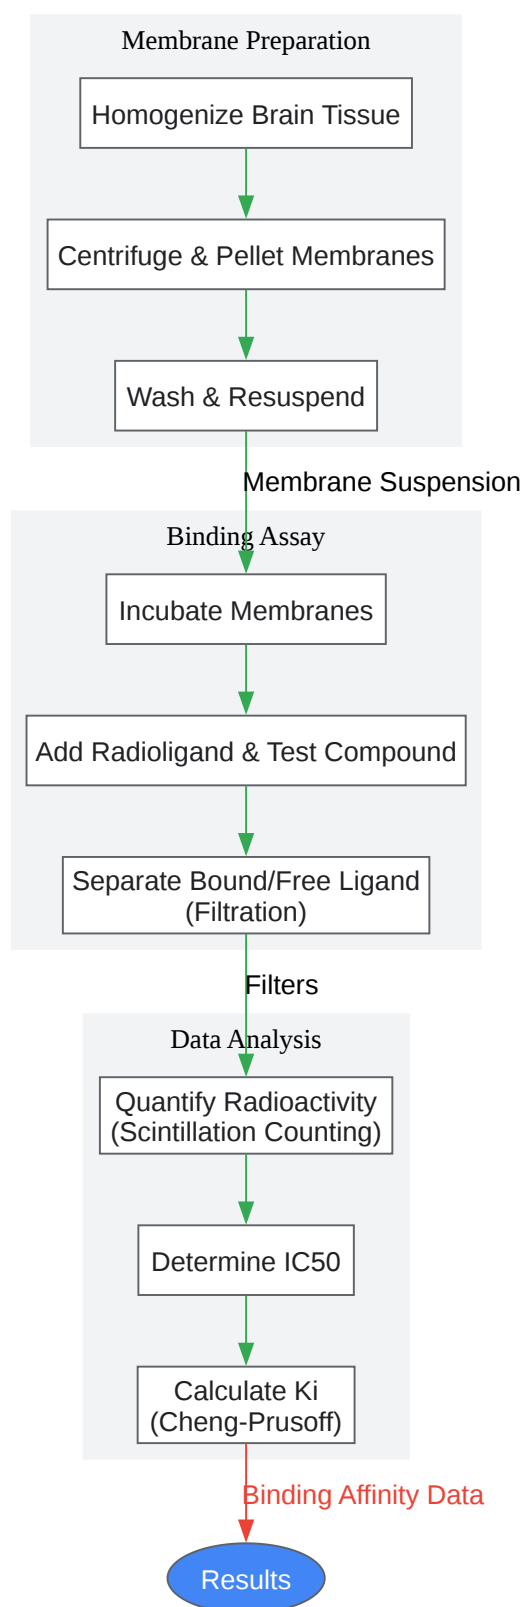 Membrane Preparation
Homogenize Brain Tissue
Centrifuge & Pellet Membranes
Wash & Resuspend
Membrane Suspension
Binding Assay
Incubate Membranes
Add Radioligand & Test Compound
Separate Bound/Free Ligand
(Filtration)
Filters
Data Analysis
Quantify Radioactivity
(Scintillation Counting)
Determine IC50
Calculate Ki
(Cheng-Prusoff)
Binding Affinity Data
Results